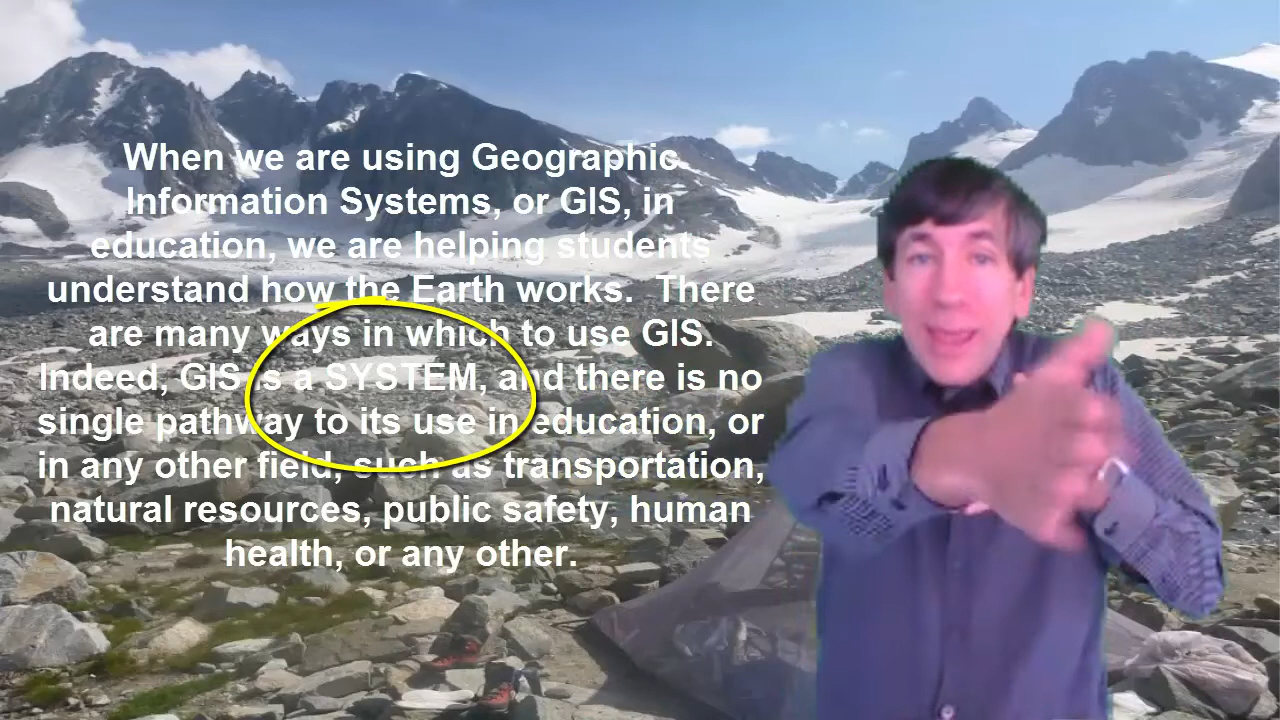 When we are using Geographic
Information Systems, or GIS, in
education, we are helping students
understand how the Earth works.  There
are many ways in which to use GIS.
Indeed, GIS is a SYSTEM, and there is no
single pathway to its use in education, or
in any other field, such as transportation,
natural resources, public safety, human
health, or any other.